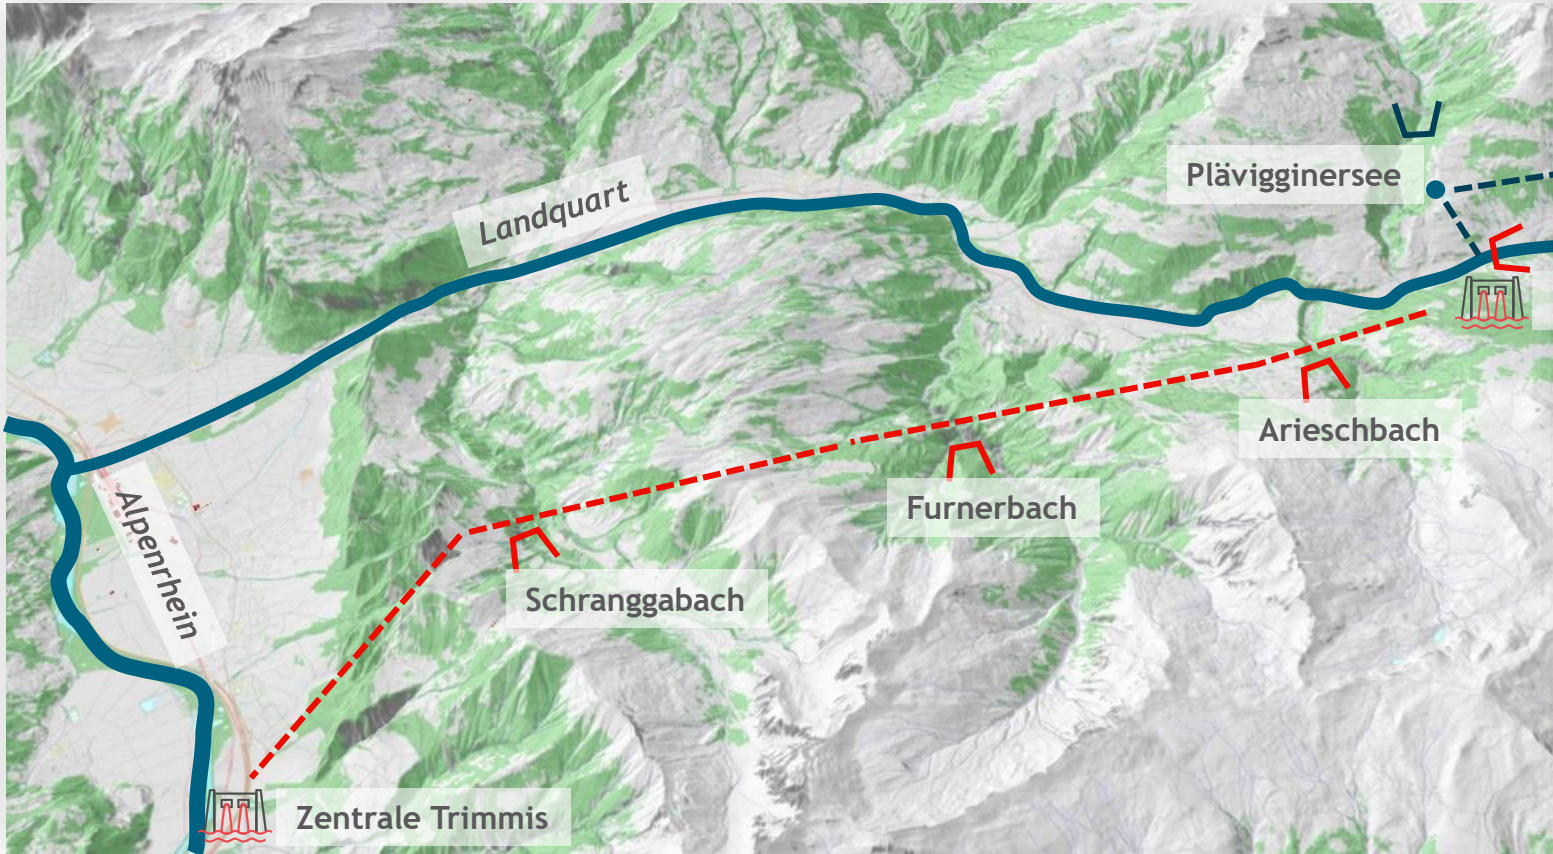 Plävigginersee
Landquart
Arieschbach
Furnerbach
Alpenrhein
Schranggabach
Zentrale Trimmis